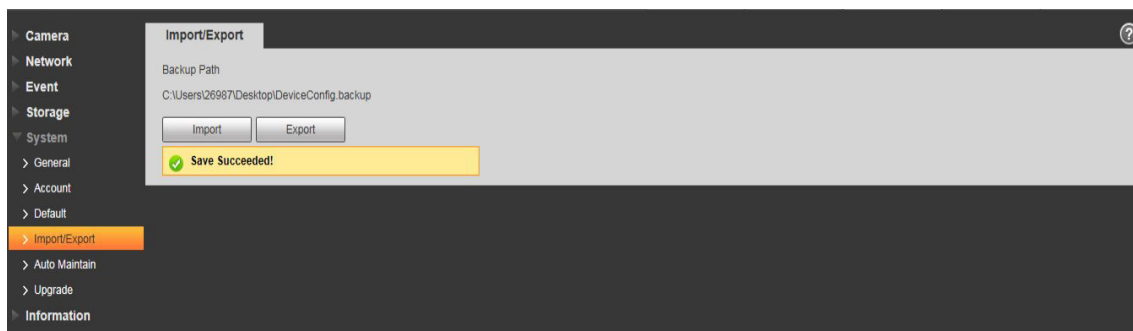 Camera
Network
Event
Storage
System
General
Account
Default
Import/Export
Auto Maintain
Upgrade
Information
Import/Export
?
Backup Path
C:\Users\26987\Desktop\DeviceConfig.backup
Import Export
Save Succeeded!